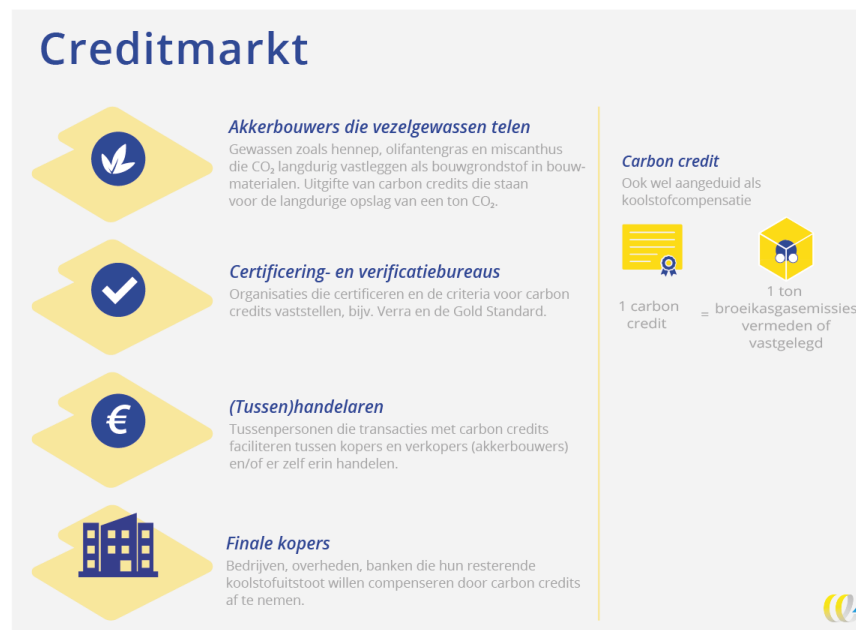 Creditmarkt
Akkerbouwers die vezelgewassen telen
Gewassen zoals hennep, olifantengras en miscanthus
die CO₂ langdurig vastleggen als bouwgrondstof in bouw-
materialen. Uitgifte van carbon credits die staan
voor de langdurige opslag van een ton CO₂.
Certificering- en verificatiebureaus
Organisaties die certificeren en de criteria voor carbon
credits vaststellen, bijv. Verra en de Gold Standard.
€
(Tussen)handelaren
Tussenpersonen die transacties met carbon credits
faciliteren tussen kopers en verkopers (akkerbouwers)
en/of er zelf erin handelen.
Finale kopers
Bedrijven, overheden, banken die hun resterende
koolstofuitstoot willen compenseren door carbon credits
af te nemen.
Carbon credit
Ook wel aangeduid als
koolstofcompensatie
1 carbon
credit
=
1 ton
broeikasgasemissies
vermeden of
vastgelegd